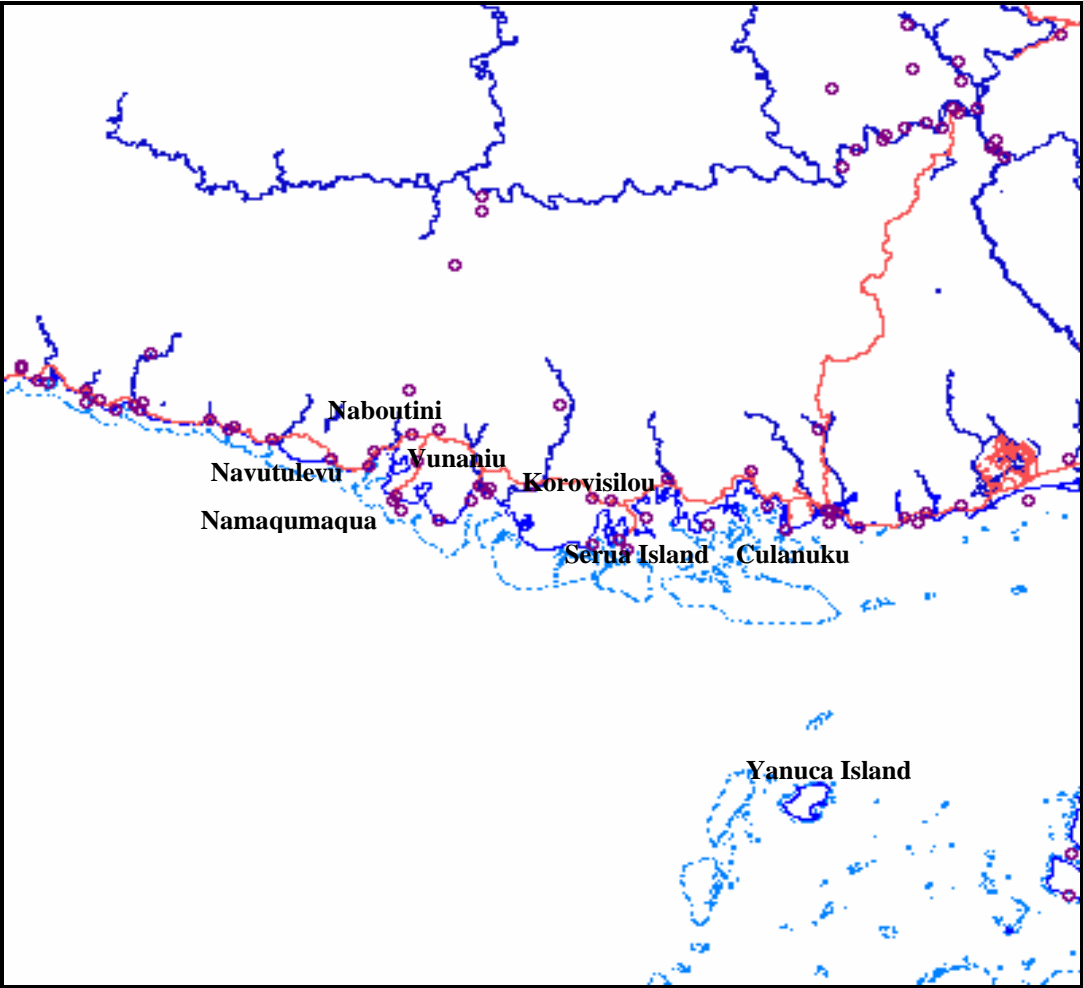 Naboutini
Vunaniu
Navutulevu
Korovisilou
Namaqumaqua
Serua Island
Culanuku
Yanuca Island